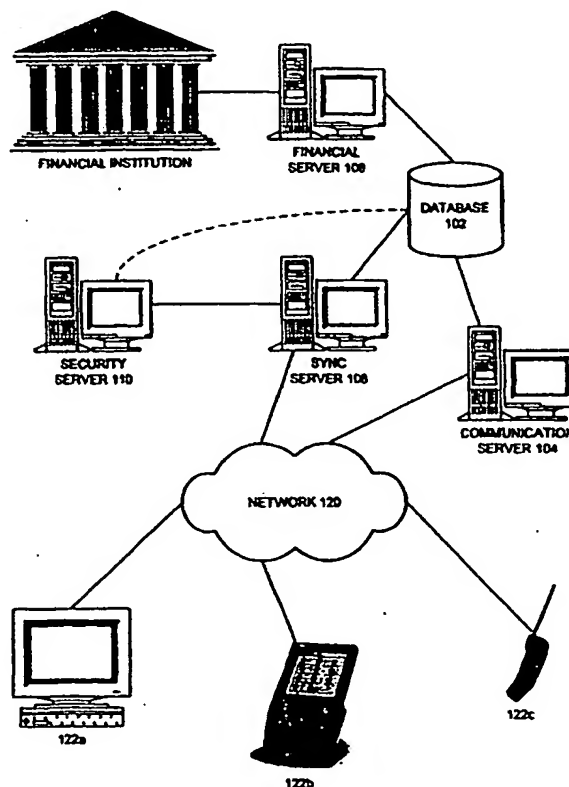 FINANCIAL INSTITUTION
FINANCIAL
SERVER 108
DATABASE
102
SECURITY
SERVER 110
SYNC
SERVER 106
COMMUNICATION
SERVER 104
NETWORK 120
122a
122b
122c